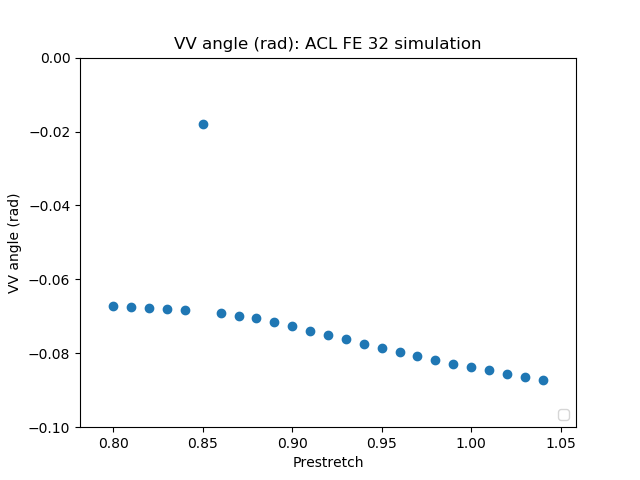 VV angle (rad): ACL FE 32 simulation
0.00
−0.02
−0.04
−0.06
−0.08
−0.10
VV angle (rad)
0.80 0.85 0.90 0.95 1.00 1.05
Prestretch